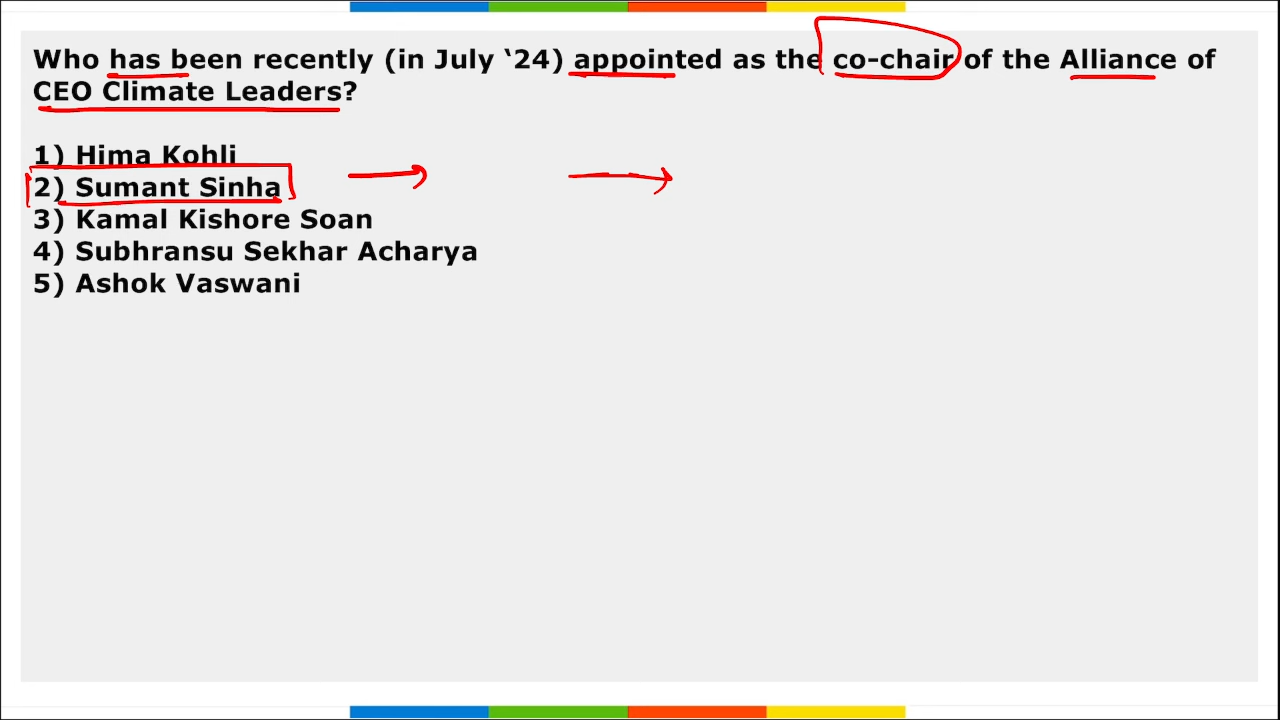 Who has been recently (in July ‘24) appointed as the co-chair of the Alliance of
CEO Climate Leaders?
1) Hima Kohli
2) Sumant Sinha
3) Kamal Kishore Soan
4) Subhransu Sekhar Acharya
5) Ashok Vaswani